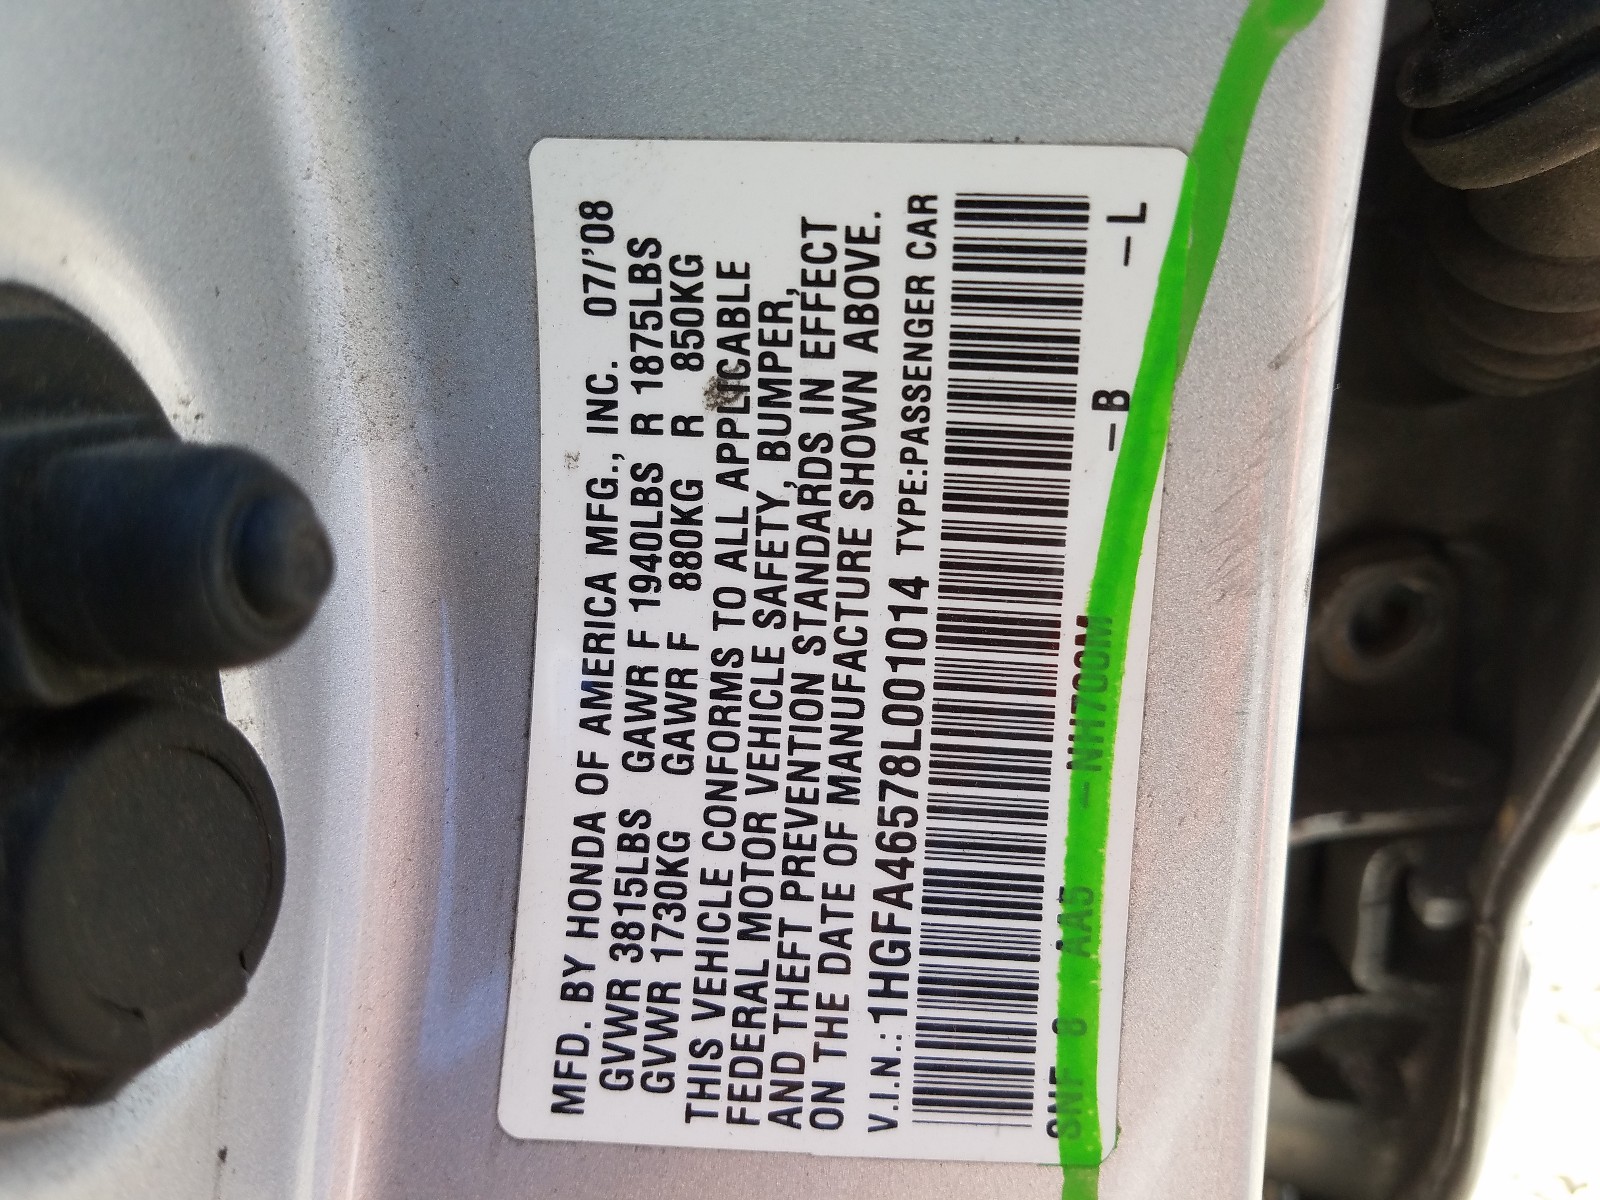 MFD. BY HONDA OF AMERICA MFG., INC. 07/'08
GVWR 3815LBS GAWR F 1940LBS R 1875LBS
GVWR 1730KG GAWR F 880KG R 850KG
THIS VEHICLE CONFORMS TO ALL APPLICABLE
FEDERAL MOTOR VEHICLE SAFETY, BUMPER,
AND THEFT PREVENTION STANDARDS IN EFFECT
ON THE DATE OF MANUFACTURE SHOWN ABOVE.
V.I.N.: 1HGFA46578L001014 TYPE:PASSENGER CAR
SNF 8 AA5 — NH700M — B — L